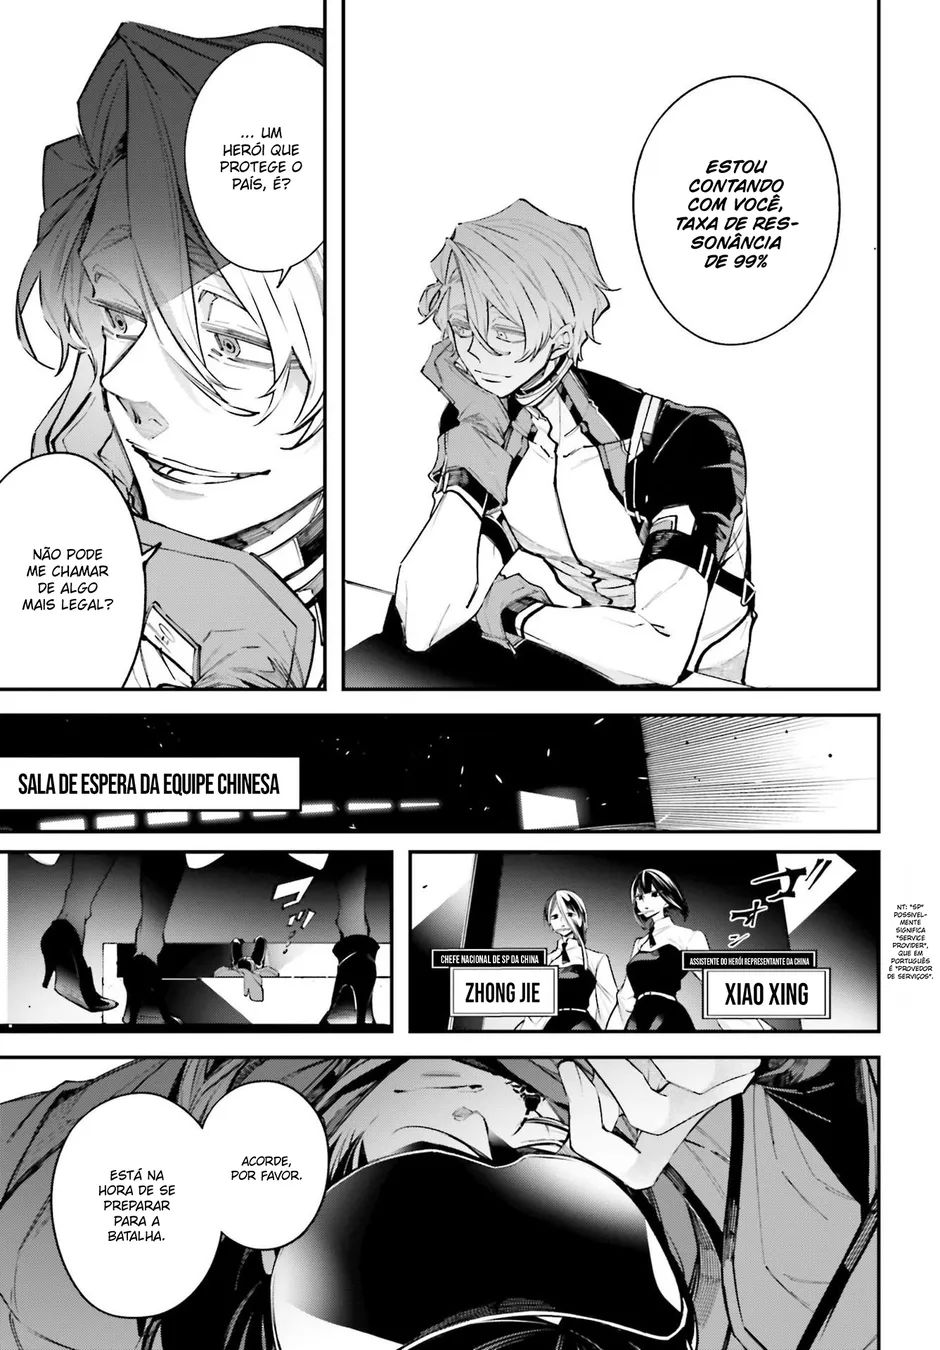 ESTOU
CONTANDO
COM VOCÊ,
TAXA DE RES-
SONÂNCIA
DE 99%
... UM
HERÓI QUE
PROTEGE O
PAÍS, É?
NÃO PODE
ME CHAMAR
DE ALGO
MAIS LEGAL?
SALA DE ESPERA DA EQUIPE CHINESA
ASSISTENTE DO HERÓI REPRESENTANTE DA CHINA
XIAO XING
CHEFE NACIONAL DE SP DA CHINA
ZHONG JIE
NT: "SP"
POSSIVEL-
MENTE
SIGNIFICA
"SERVICE
PROVIDER",
QUE EM
PORTUGUÊS
É "PROVEDOR
DE SERVIÇOS".
ACORDE,
POR FAVOR.
ESTÁ NA
HORA DE SE
PREPARAR
PARA A
BATALHA.